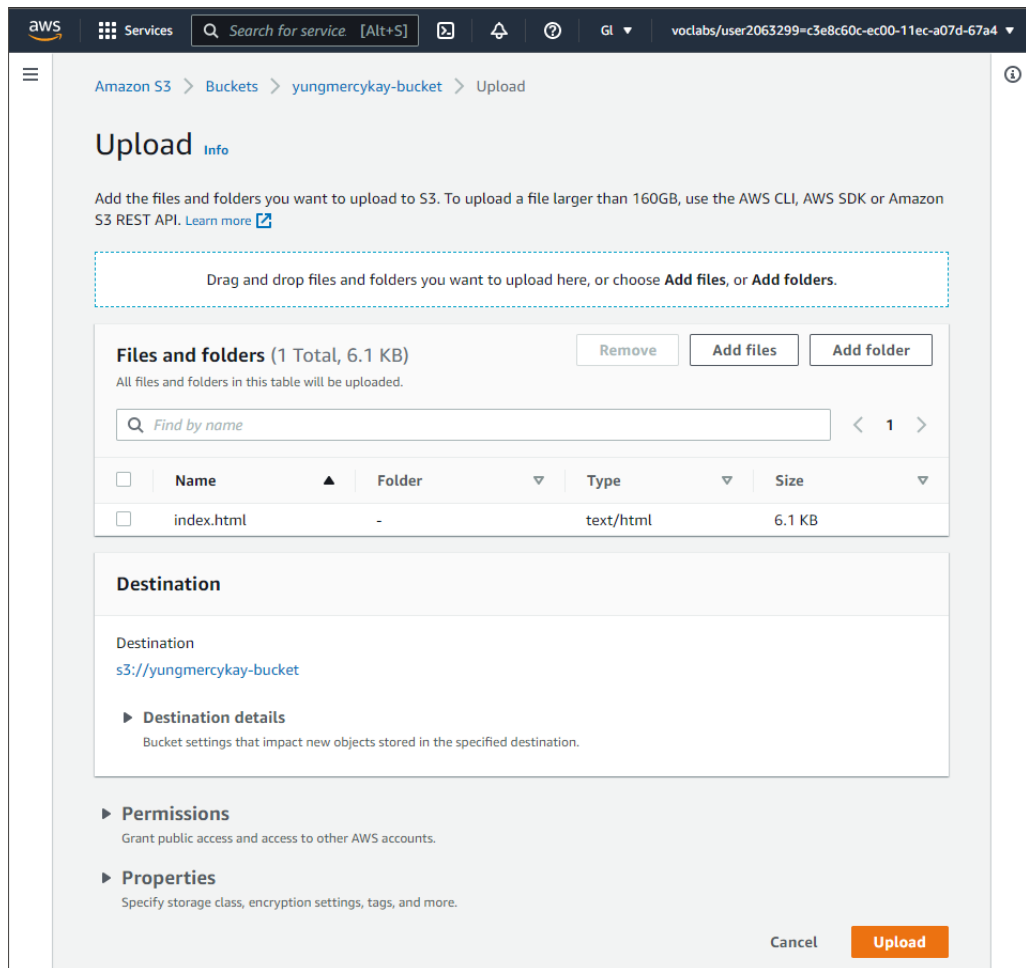 aws
Services
Search for service [Alt+S]
Gl ▼
voclabs/user2063299=c3e8c60c-ec00-11ec-a07d-67a4 ▼
Amazon S3 > Buckets > yungmercykay-bucket > Upload
Upload Info
Add the files and folders you want to upload to S3. To upload a file larger than 160GB, use the AWS CLI, AWS SDK or Amazon
S3 REST API. Learn more
Drag and drop files and folders you want to upload here, or choose Add files, or Add folders.
Files and folders (1 Total, 6.1 KB)
Remove
Add files
Add folder
All files and folders in this table will be uploaded.
Find by name
< 1 >
Name Folder Type Size
index.html - text/html 6.1 KB
Destination
Destination
s3://yungmercykay-bucket
Destination details
Bucket settings that impact new objects stored in the specified destination.
Permissions
Grant public access and access to other AWS accounts.
Properties
Specify storage class, encryption settings, tags, and more.
Cancel
Upload